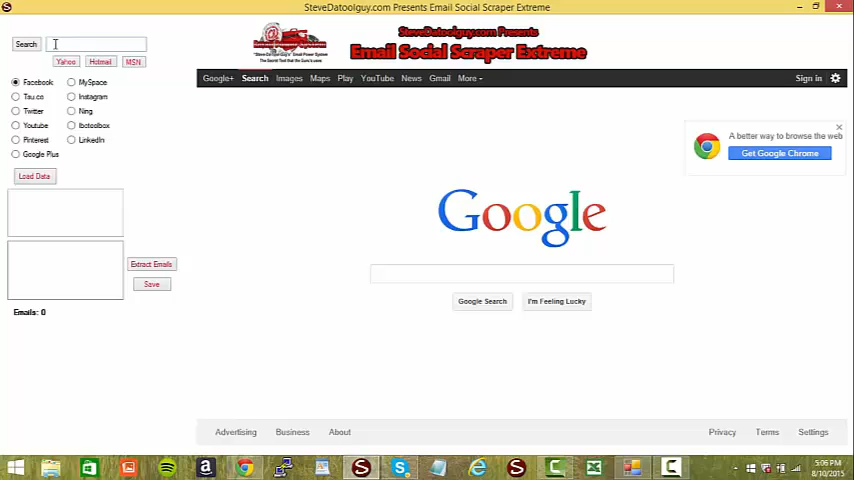 SteveDatoolguy.com Presents Email Social Scraper Extreme
SteveDatoolguy.com Presents
Email Social Scraper Extreme
Search
Yahoo Hotmail MSN
Facebook MySpace
Tsu.co Instagram
Twitter Ning
Youtube Ibotoolbox
Pinterest LinkedIn
Google Plus
Load Data
Extract Emails
Save
Emails: 0
Google+ Search Images Maps Play YouTube News Gmail More Sign in
A better way to browse the web
Get Google Chrome
Google
Google Search I'm Feeling Lucky
Advertising Business About Privacy Terms Settings
5:06 PM
8/10/2015